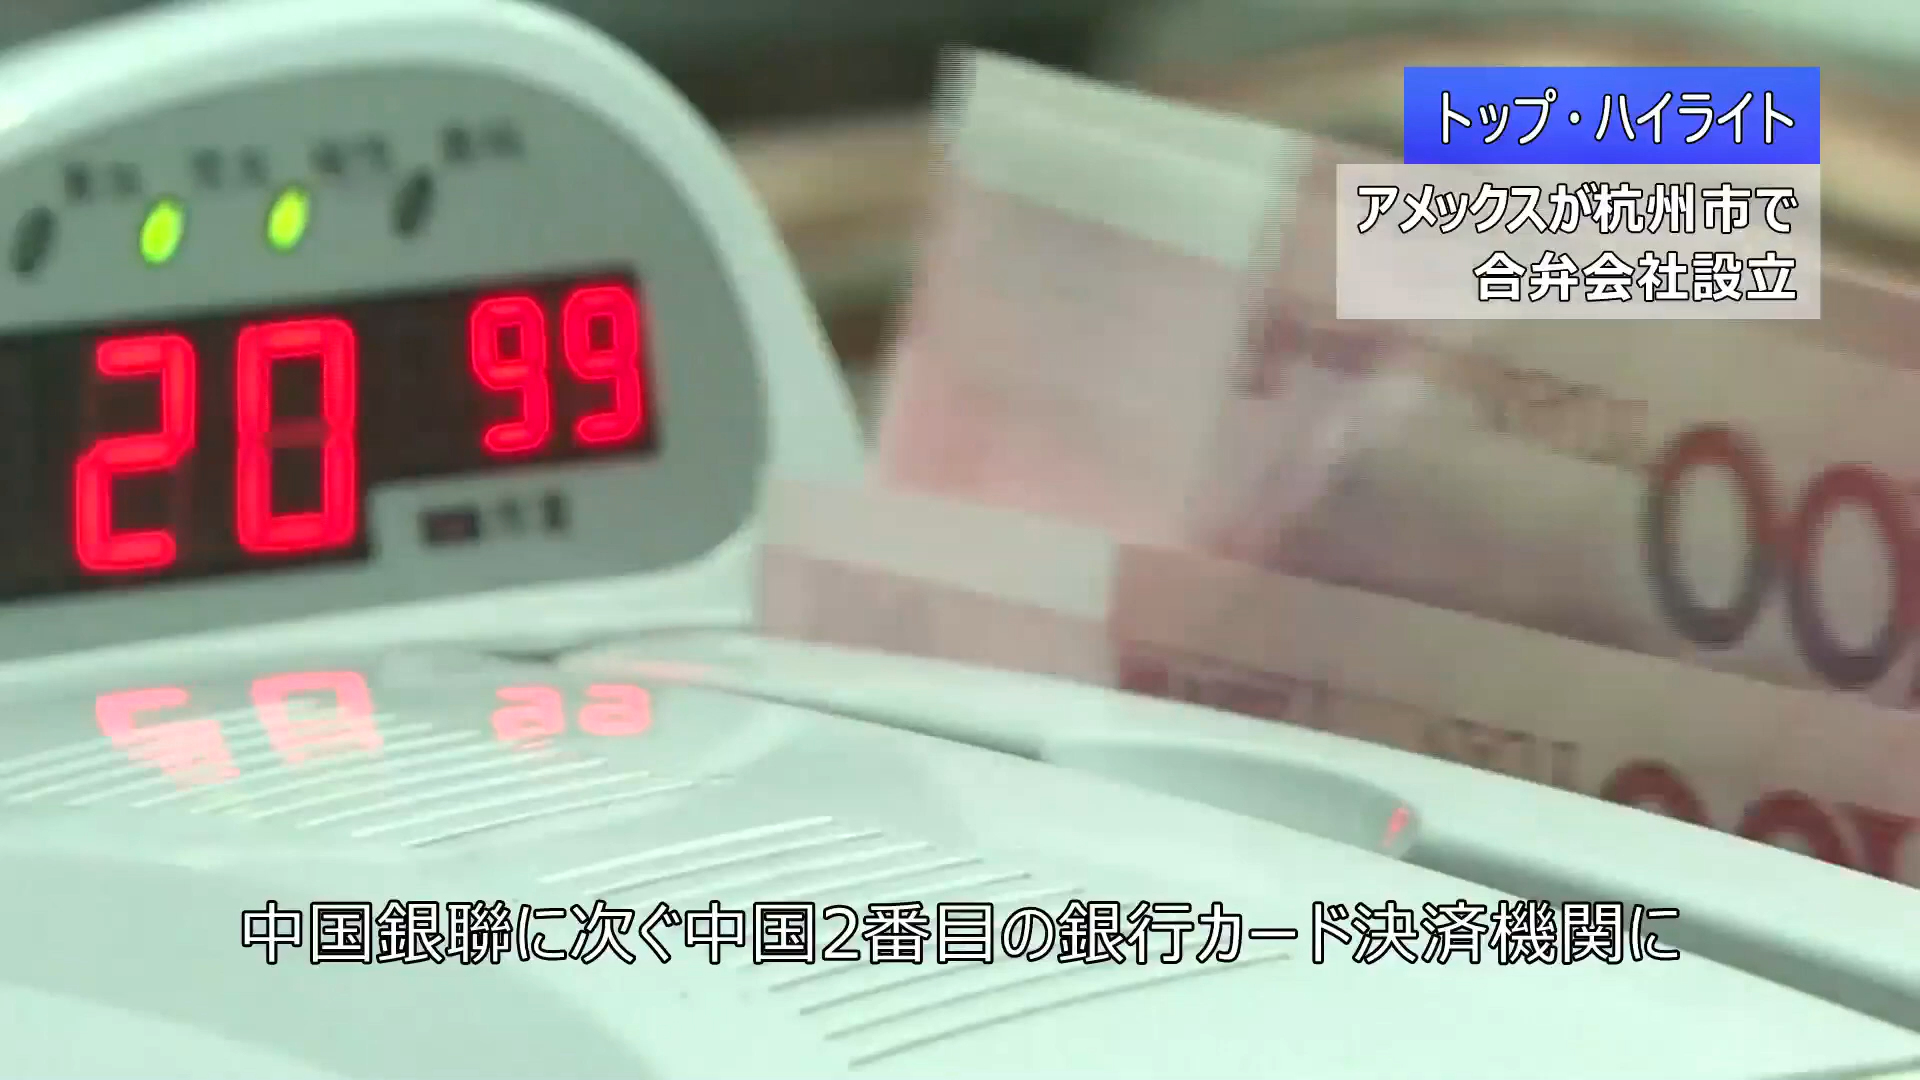 トップ・ハイライト
アメックスが杭州市で
合弁会社設立
20 99
00
中国銀聯に次ぐ中国2番目の銀行カード決済機関に